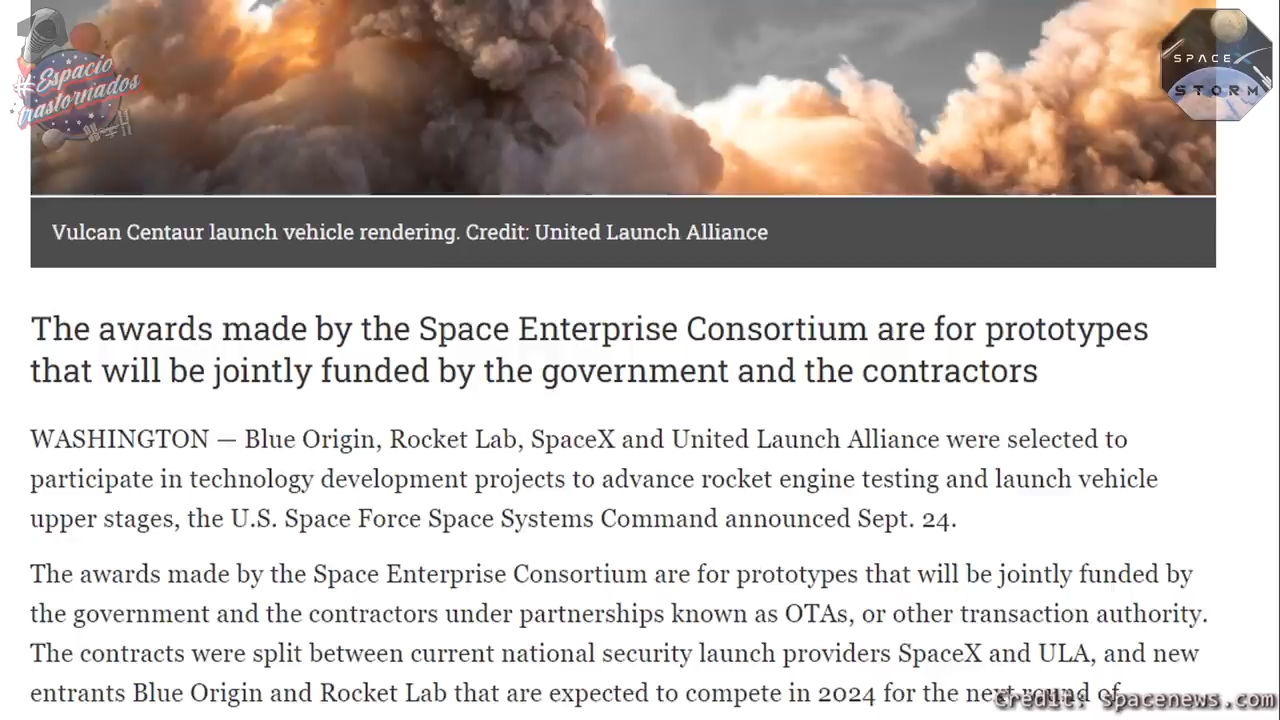 #Espacio
Trastornados
SPACEX
STORM
Vulcan Centaur launch vehicle rendering. Credit: United Launch Alliance
The awards made by the Space Enterprise Consortium are for prototypes
that will be jointly funded by the government and the contractors
WASHINGTON — Blue Origin, Rocket Lab, SpaceX and United Launch Alliance were selected to
participate in technology development projects to advance rocket engine testing and launch vehicle
upper stages, the U.S. Space Force Space Systems Command announced Sept. 24.
The awards made by the Space Enterprise Consortium are for prototypes that will be jointly funded by
the government and the contractors under partnerships known as OTAs, or other transaction authority.
The contracts were split between current national security launch providers SpaceX and ULA, and new
entrants Blue Origin and Rocket Lab that are expected to compete in 2024 for the next round of
Credit: Spacenews.com